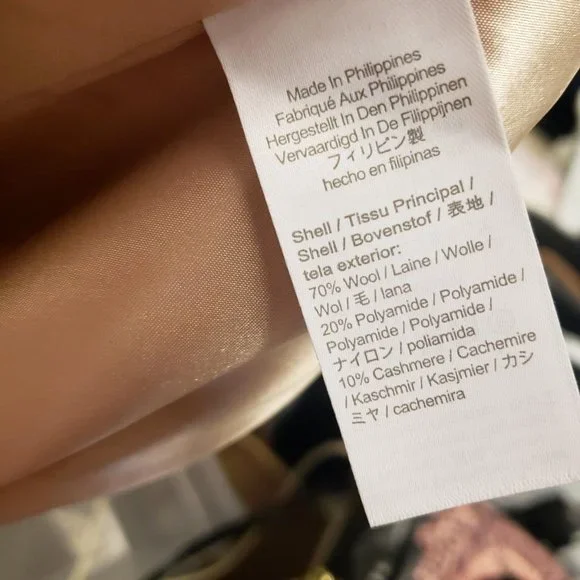 Made In Philippines
Fabriqué Aux Philippines
Hergestellt In Den Philippinen
Vervaardigd In De Filippijnen
フィリピン製
hecho en filipinas
Shell / Tissu Principal /
Shell / Bovenstof / 表地 /
tela exterior:
70% Wool / Laine / Wolle /
Wol / 毛 / lana
20% Polyamide / Polyamide /
Polyamide / Polyamide /
ナイロン / poliamida
10% Cashmere / Cachemire
/ Kaschmir / Kasjmier / カシ
ミヤ / cachemira